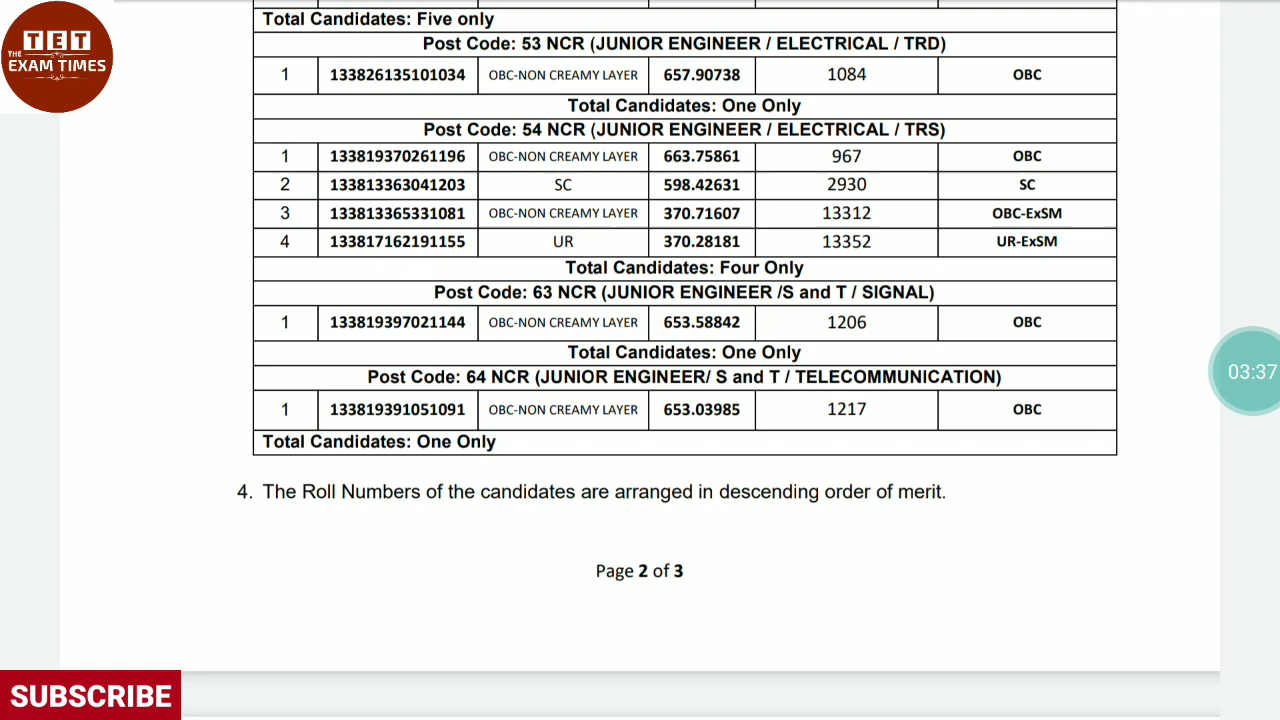 TET
THE
EXAM TIMES
Total Candidates: Five only
Post Code: 53 NCR (JUNIOR ENGINEER / ELECTRICAL / TRD)
1 133826135101034 OBC-NON CREAMY LAYER 657.90738 1084 OBC
Total Candidates: One Only
Post Code: 54 NCR (JUNIOR ENGINEER / ELECTRICAL / TRS)
1 133819370261196 OBC-NON CREAMY LAYER 663.75861 967 OBC
2 133813363041203 SC 598.42631 2930 SC
3 133813365331081 OBC-NON CREAMY LAYER 370.71607 13312 OBC-ExSM
4 133817162191155 UR 370.28181 13352 UR-ExSM
Total Candidates: Four Only
Post Code: 63 NCR (JUNIOR ENGINEER /S and T / SIGNAL)
1 133819397021144 OBC-NON CREAMY LAYER 653.58842 1206 OBC
Total Candidates: One Only
Post Code: 64 NCR (JUNIOR ENGINEER/ S and T / TELECOMMUNICATION)
1 133819391051091 OBC-NON CREAMY LAYER 653.03985 1217 OBC
Total Candidates: One Only
4. The Roll Numbers of the candidates are arranged in descending order of merit.
Page 2 of 3
03:37
SUBSCRIBE